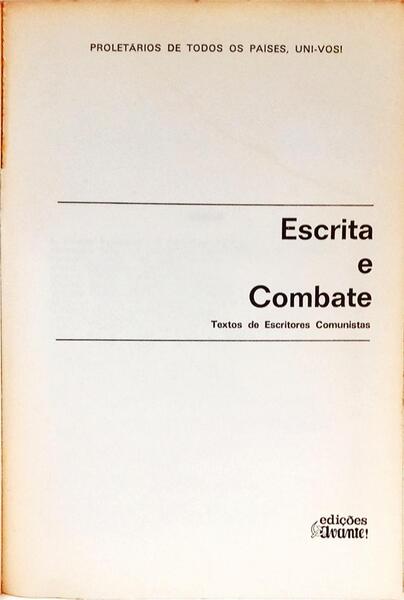 PROLETÁRIOS DE TODOS OS PAÍSES, UNI-VOS!
Escrita
e
Combate
Textos de Escritores Comunistas
edições
Avante!